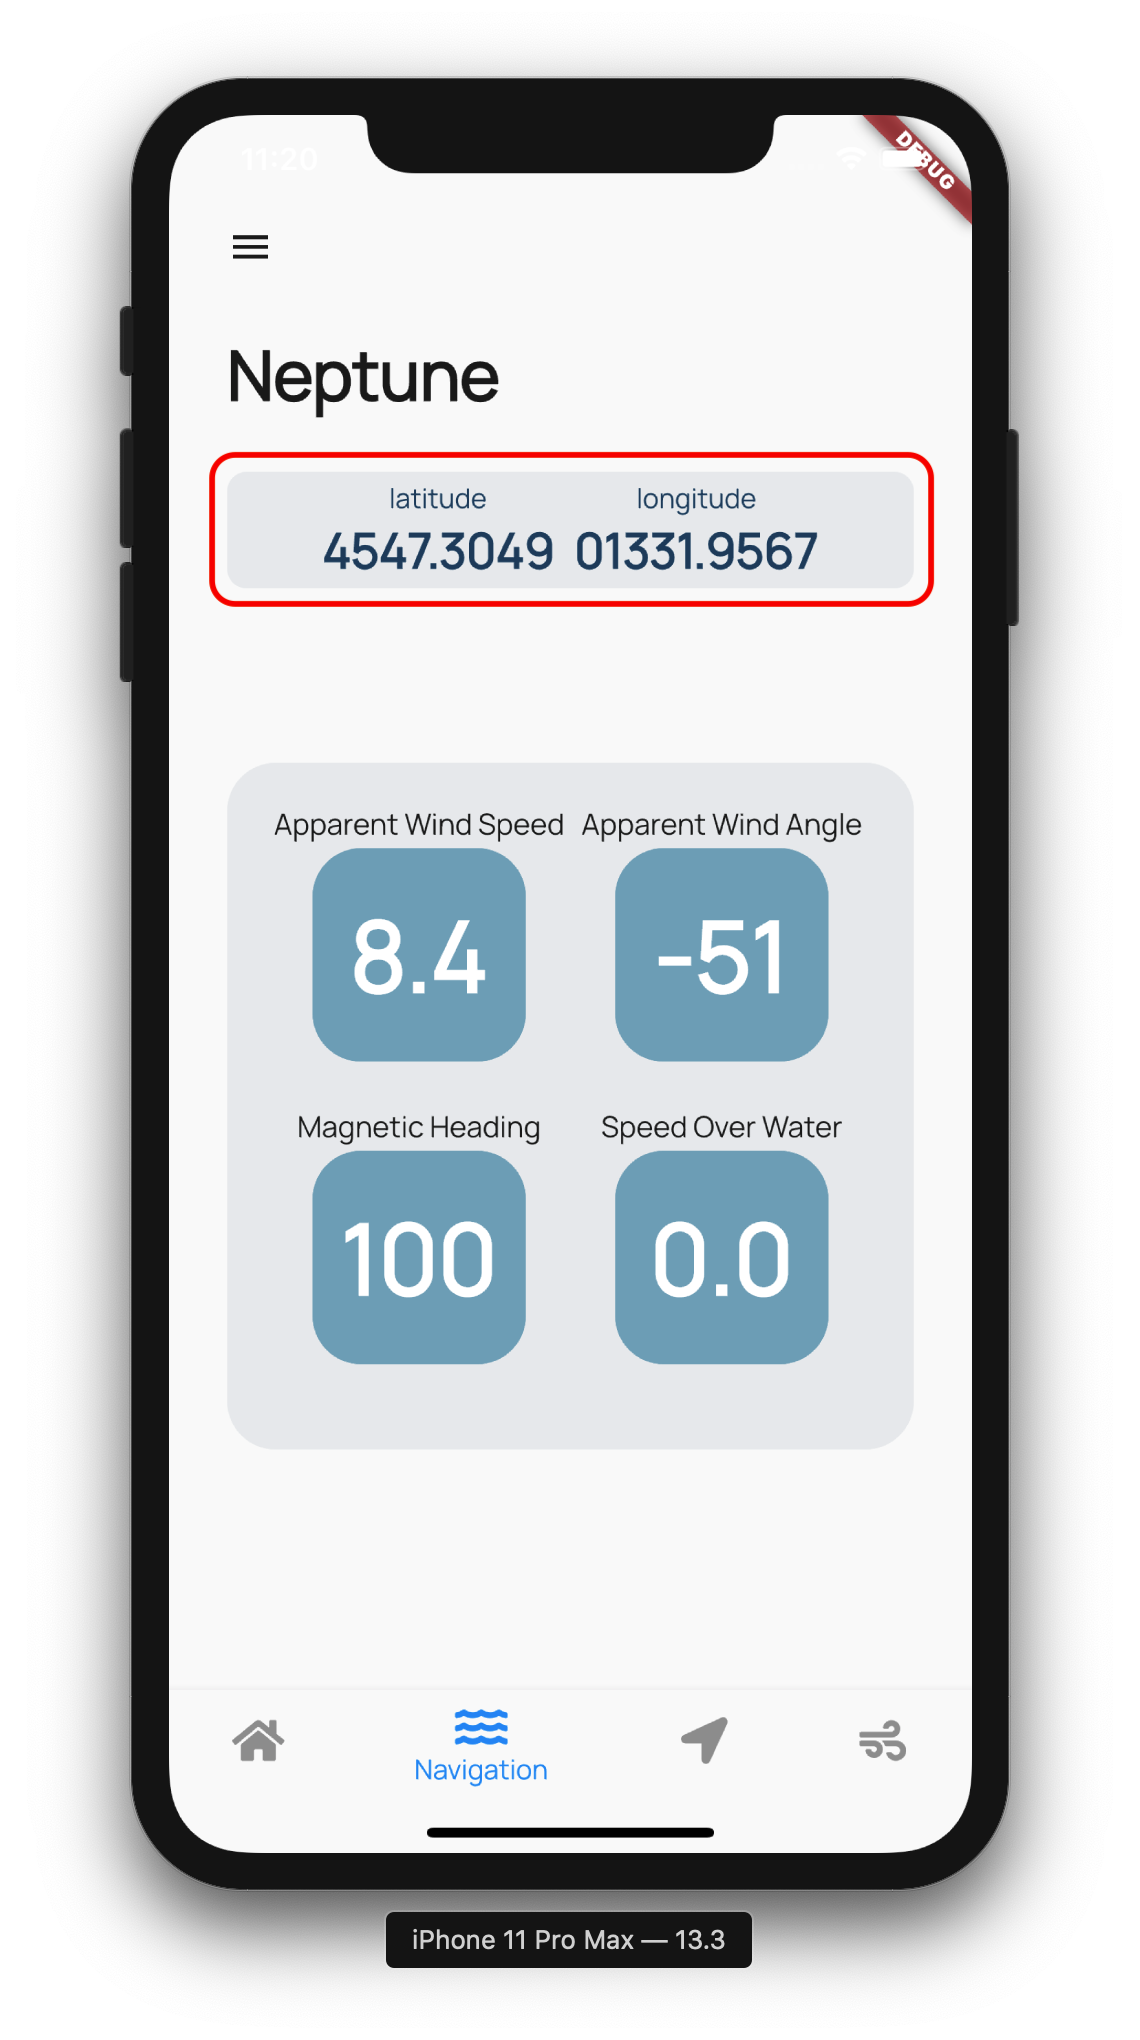 11:20
DEBUG
Neptune
latitude longitude
4547.3049 01331.9567
Apparent Wind Speed Apparent Wind Angle
8.4 -51
Magnetic Heading Speed Over Water
100 0.0
Navigation
iPhone 11 Pro Max — 13.3